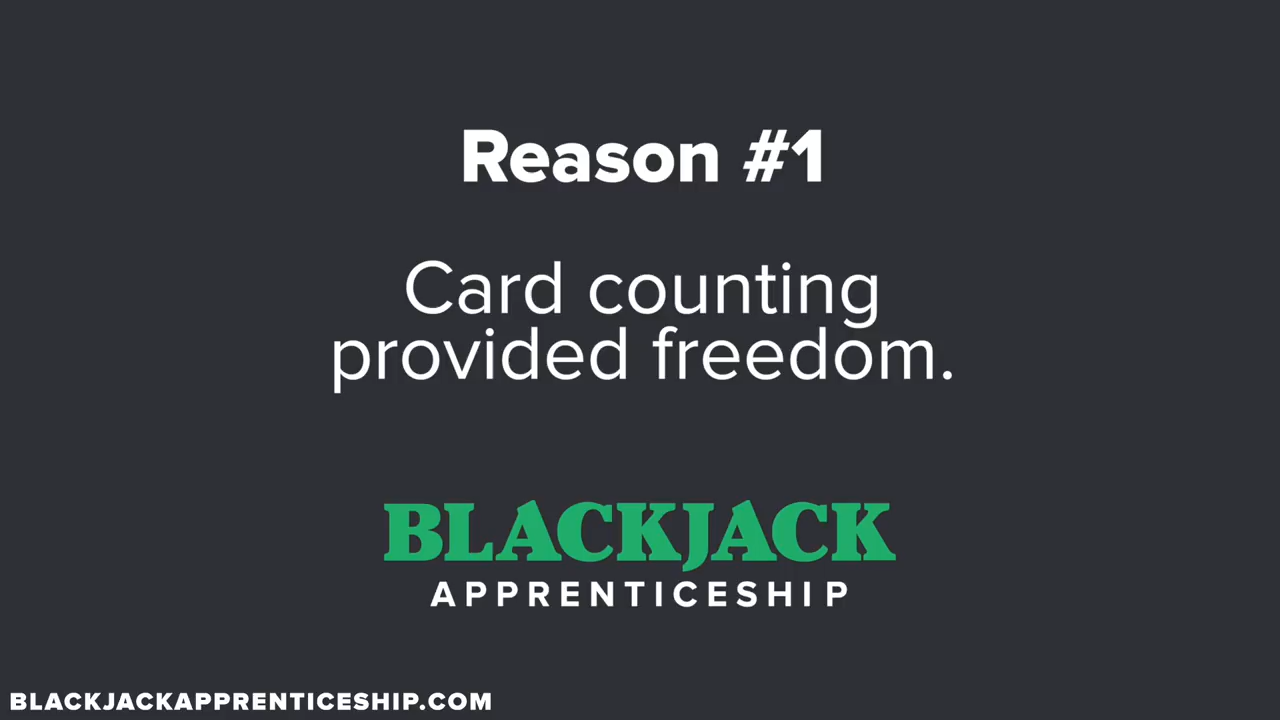 Reason #1
Card counting
provided freedom.
BLACKJACK
APPRENTICESHIP
BLACKJACKAPPRENTICESHIP.COM